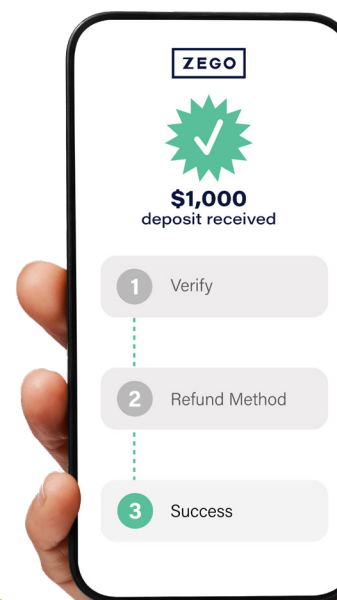 ZEGO
$1,000
deposit received
1 Verify
2 Refund Method
3 Success